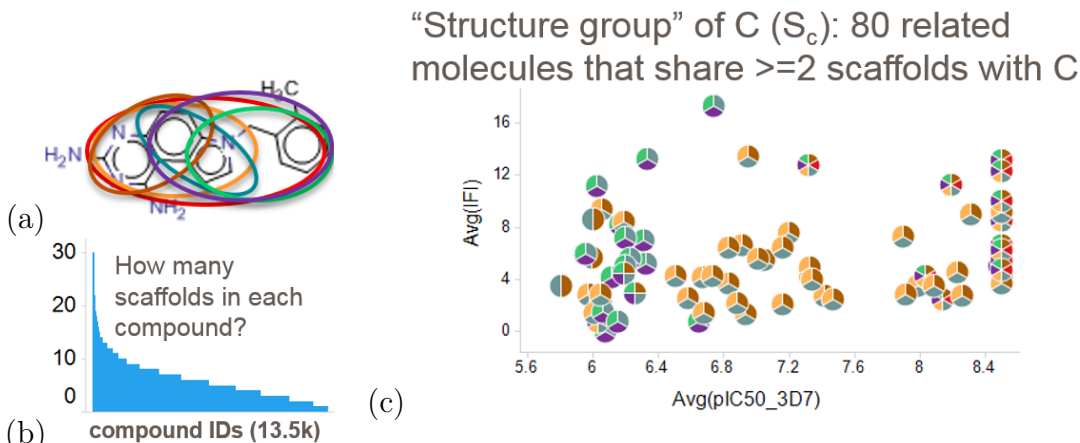 "Structure group" of C (Sc): 80 related
molecules that share >=2 scaffolds with C
H₃C
N
N
H₂N
N
NH₂
(a)
30
20
10
0
How many
scaffolds in each
compound?
compound IDs (13.5k)
(b)
16
12
8
4
0
Avg(IFI)
5.6 6 6.4 6.8 7.2 7.6 8 8.4
Avg(pIC50_3D7)
(c)